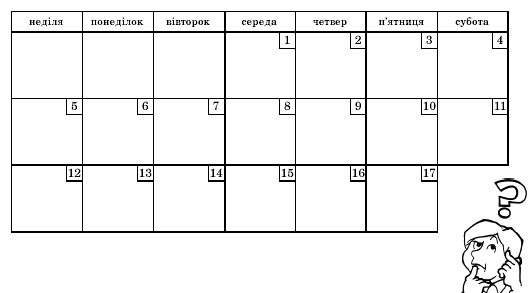 неділя понеділок вівторок середа четвер п'ятниця субота
1 2 3 4
5 6 7 8 9 10 11
12 13 14 15 16 17
?